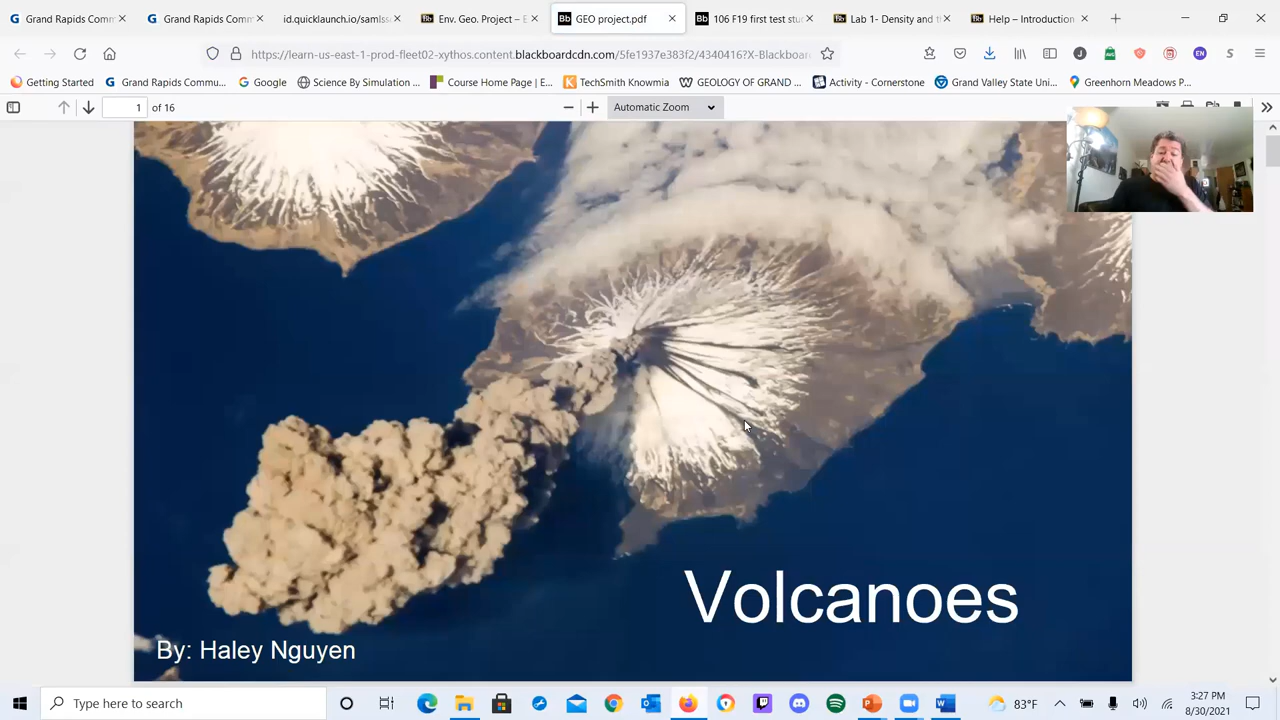 Grand Rapids Comm
Grand Rapids Comm
id.quicklaunch.io/samlss
Env. Geo. Project – E
GEO project.pdf
106 F19 first test stu
Lab 1- Density and t
Help – Introduction
https://learn-us-east-1-prod-fleet02-xythos.content.blackboardcdn.com/5fe1937e383f2/4340416?X-Blackboar
Getting Started
Grand Rapids Commu...
Google
Science By Simulation ...
Course Home Page | E...
TechSmith Knowmia
GEOLOGY OF GRAND ...
Activity - Cornerstone
Grand Valley State Uni...
Greenhorn Meadows P...
1 of 16
Automatic Zoom
Volcanoes
By: Haley Nguyen
Type here to search
83°F
3:27 PM
8/30/2021